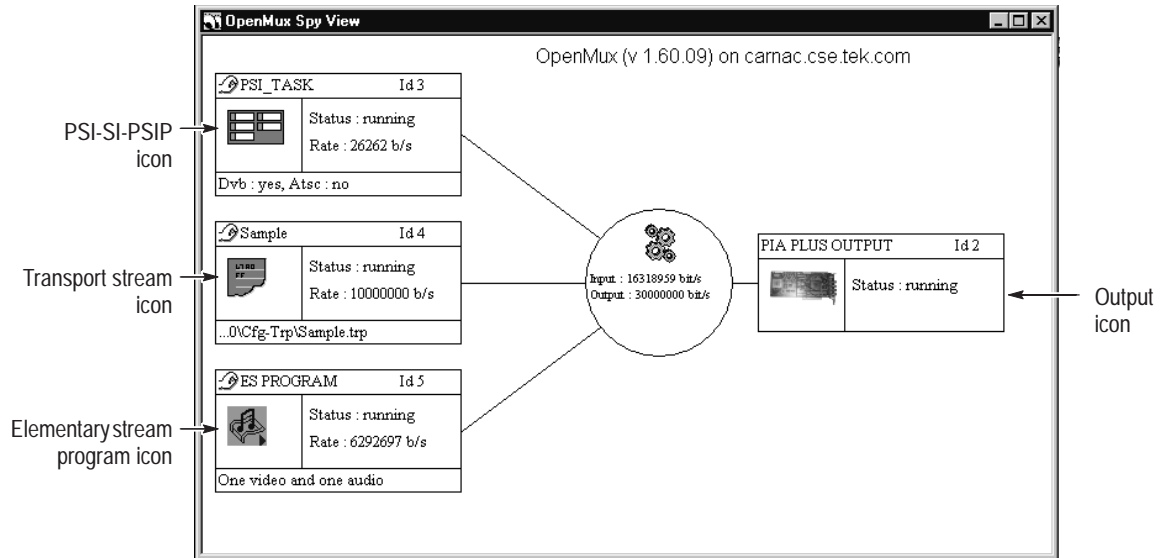 OpenMux Spy View
OpenMux (v 1.60.09) on carnac.cse.tek.com
PSI_TASK Id 3
Status : running
Rate : 26262 b/s
Dvb : yes, Atsc : no
PSI-SI-PSIP
icon
Sample Id 4
Status : running
Rate : 10000000 b/s
...0\Cfg-Trp\Sample.trp
Transport stream
icon
ES PROGRAM Id 5
Status : running
Rate : 6292697 b/s
One video and one audio
Elementary stream
program icon
Input : 16318959 bit/s
Output : 30000000 bit/s
PIA PLUS OUTPUT Id 2
Status : running
Output
icon